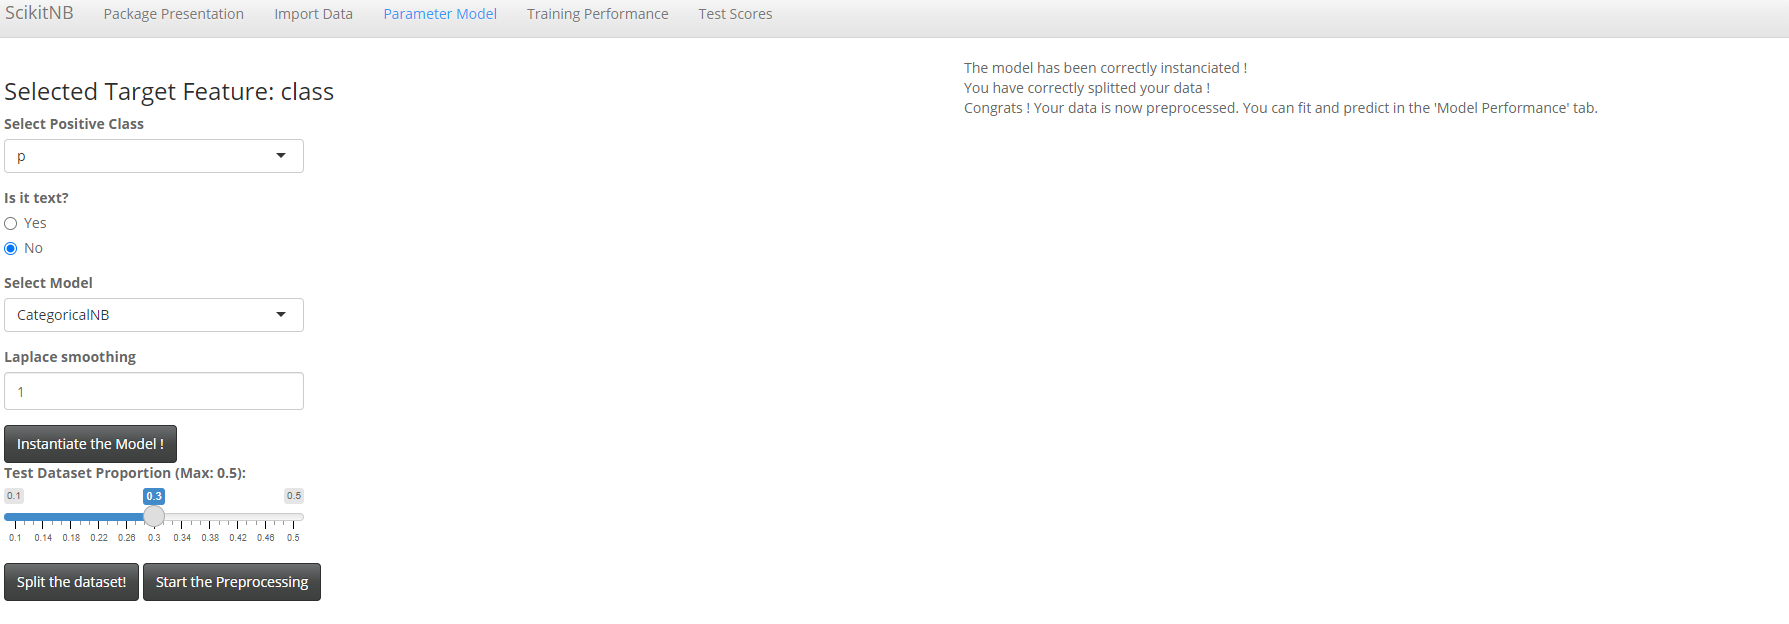 ScikitNB Package Presentation Import Data Parameter Model Training Performance Test Scores
Selected Target Feature: class
Select Positive Class
p
Is it text?
Yes
No
Select Model
CategoricalNB
Laplace smoothing
1
Instantiate the Model !
Test Dataset Proportion (Max: 0.5):
0.1 0.3 0.5
0.1 0.14 0.18 0.22 0.26 0.3 0.34 0.38 0.42 0.46 0.5
Split the dataset! Start the Preprocessing
The model has been correctly instanciated !
You have correctly splitted your data !
Congrats ! Your data is now preprocessed. You can fit and predict in the 'Model Performance' tab.